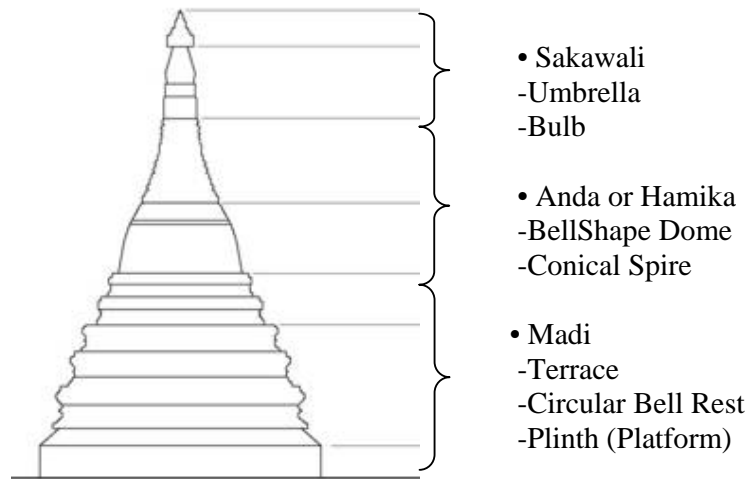 • Sakawali
-Umbrella
-Bulb
• Anda or Hamika
-BellShape Dome
-Conical Spire
• Madi
-Terrace
-Circular Bell Rest
-Plinth (Platform)